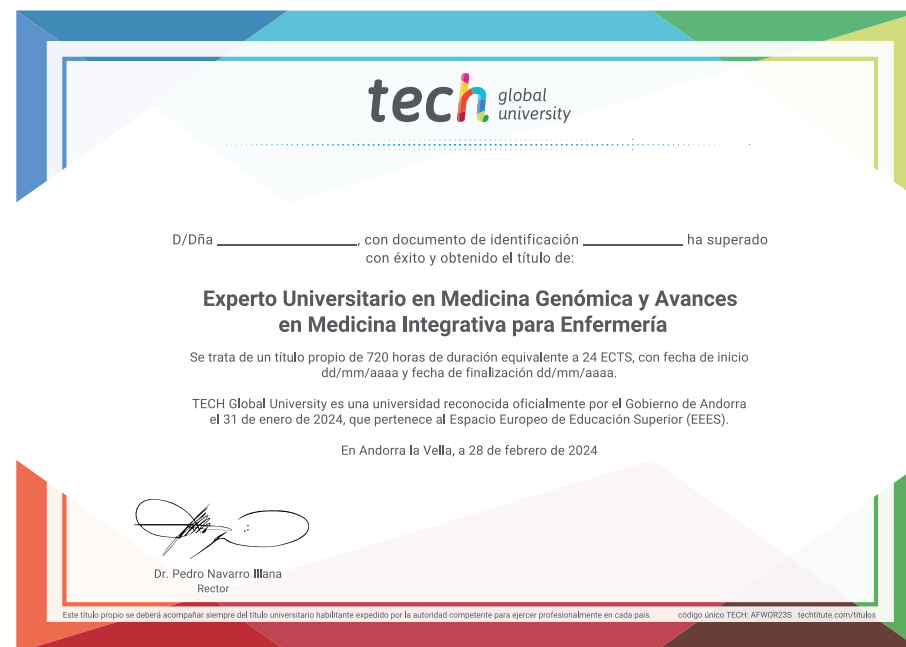 tech global university
D/Dña ____________________, con documento de identificación ______________ ha superado
con éxito y obtenido el título de:
Experto Universitario en Medicina Genómica y Avances
en Medicina Integrativa para Enfermería
Se trata de un título propio de 720 horas de duración equivalente a 24 ECTS, con fecha de inicio
dd/mm/aaaa y fecha de finalización dd/mm/aaaa.
TECH Global University es una universidad reconocida oficialmente por el Gobierno de Andorra
el 31 de enero de 2024, que pertenece al Espacio Europeo de Educación Superior (EEES).
En Andorra la Vella, a 28 de febrero de 2024
Dr. Pedro Navarro Illana
Rector
Este título propio se deberá acompañar siempre del título universitario habilitante expedido por la autoridad competente para ejercer profesionalmente en cada país. código único TECH: AFWOR23S techtitute.com/titulos